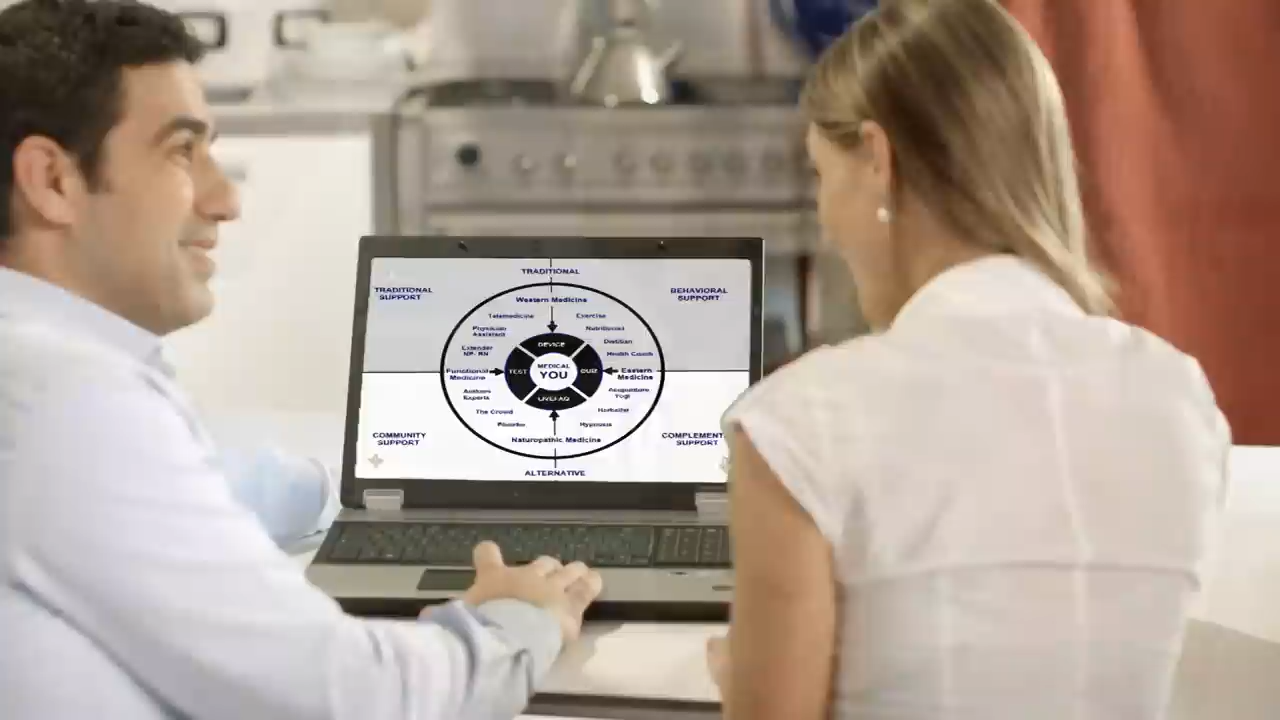 TRADITIONAL
TRADITIONAL
SUPPORT
BEHAVIORAL
SUPPORT
Western Medicine
Telemedicine
Exercise
Physician
Assistant
Nutritionist
Dietitian
Extender
NP- RN
Health Coach
DEVICE
Functional
Medicine
TEST
MEDICAL
YOU
QUIZ
Eastern
Medicine
LIVEFAQ
Authors
Experts
Acupuncture
Yogi
The Crowd
Herbalist
Placebo
Hypnosis
Naturopathic Medicine
COMMUNITY
SUPPORT
COMPLEMENT
SUPPORT
ALTERNATIVE